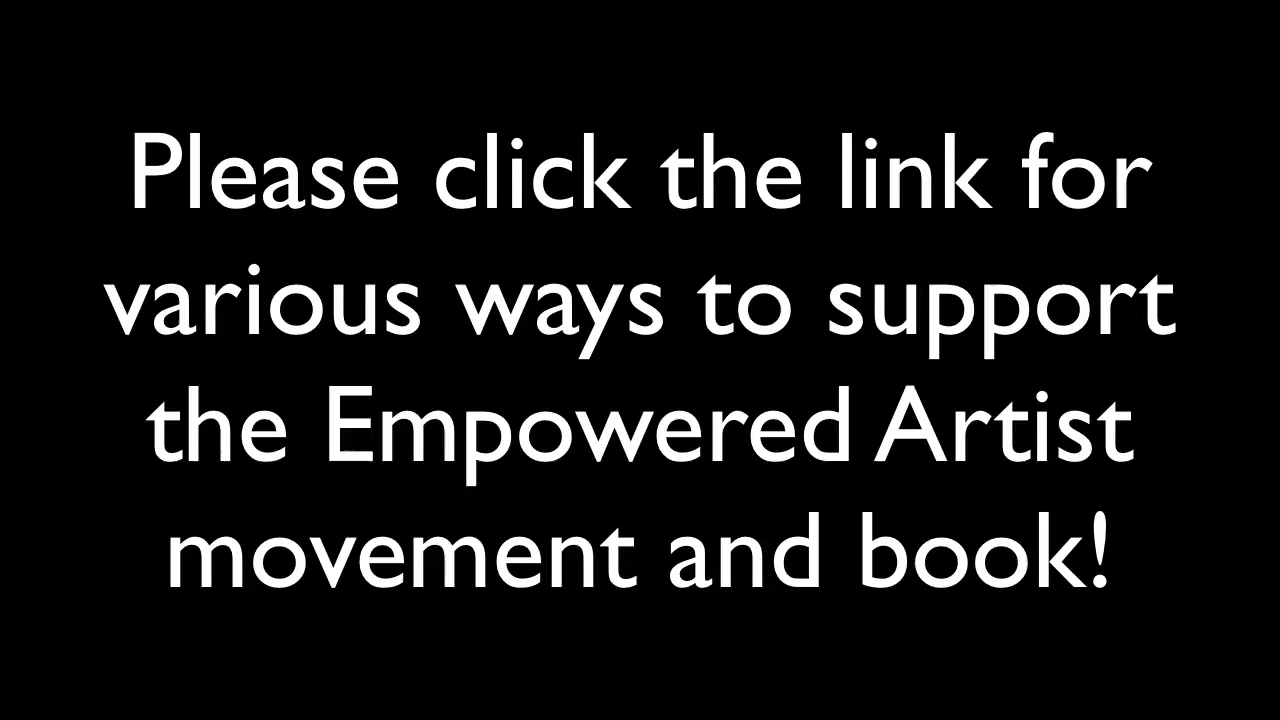 Please click the link for
various ways to support
the Empowered Artist
movement and book!